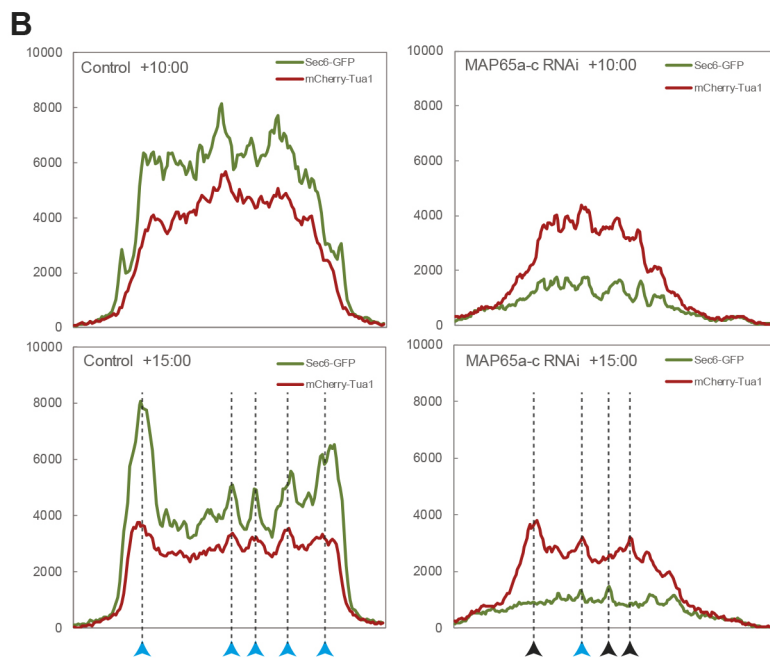 B
10000
8000
6000
4000
2000
0
Control +10:00
Sec6-GFP
mCherry-Tua1
10000
8000
6000
4000
2000
0
MAP65a-c RNAi +10:00
Sec6-GFP
mCherry-Tua1
10000
8000
6000
4000
2000
0
Control +15:00
Sec6-GFP
mCherry-Tua1
10000
8000
6000
4000
2000
0
MAP65a-c RNAi +15:00
Sec6-GFP
mCherry-Tua1